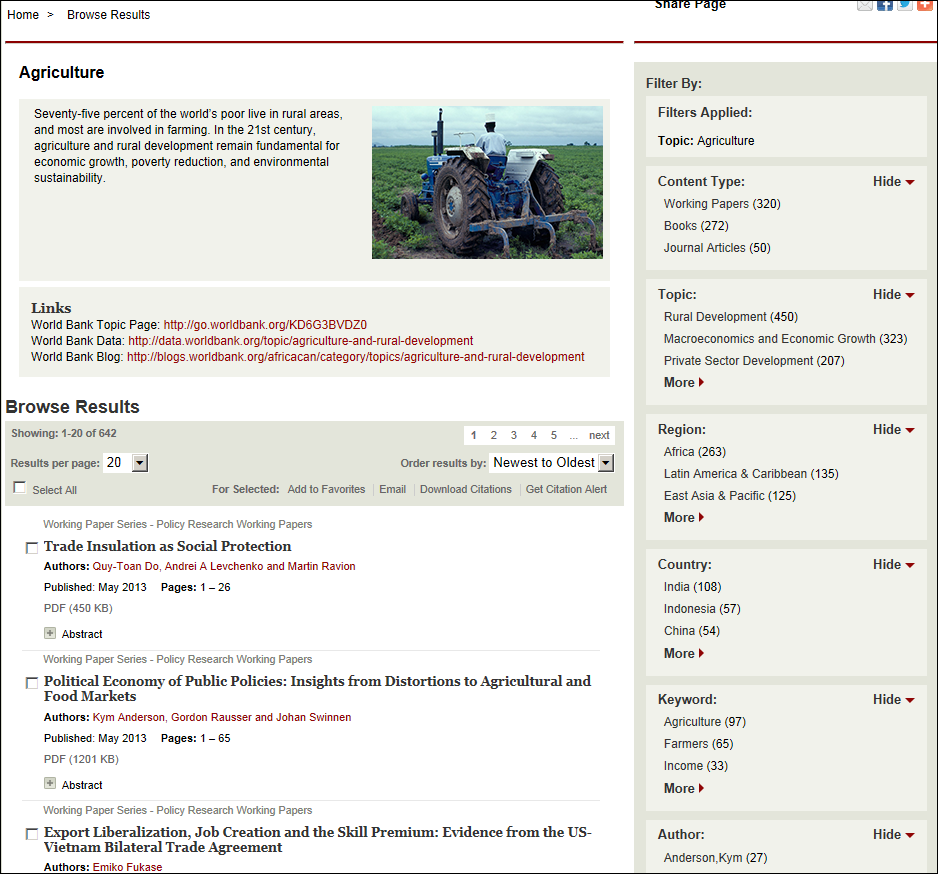 Home > Browse Results
Share Page
Agriculture
Seventy-five percent of the world's poor live in rural areas,
and most are involved in farming. In the 21st century,
agriculture and rural development remain fundamental for
economic growth, poverty reduction, and environmental
sustainability.
Links
World Bank Topic Page: http://go.worldbank.org/KD6G3BVDZ0
World Bank Data: http://data.worldbank.org/topic/agriculture-and-rural-development
World Bank Blog: http://blogs.worldbank.org/africacan/category/topics/agriculture-and-rural-development
Browse Results
Showing: 1-20 of 642
1 2 3 4 5 ... next
Results per page: 20
Order results by: Newest to Oldest
Select All
For Selected: Add to Favorites | Email | Download Citations | Get Citation Alert
Working Paper Series - Policy Research Working Papers
Trade Insulation as Social Protection
Authors: Quy-Toan Do, Andrei A Levchenko and Martin Ravion
Published: May 2013 Pages: 1 – 26
PDF (450 KB)
Abstract
Working Paper Series - Policy Research Working Papers
Political Economy of Public Policies: Insights from Distortions to Agricultural and
Food Markets
Authors: Kym Anderson, Gordon Rausser and Johan Swinnen
Published: May 2013 Pages: 1 – 65
PDF (1201 KB)
Abstract
Working Paper Series - Policy Research Working Papers
Export Liberalization, Job Creation and the Skill Premium: Evidence from the US-
Vietnam Bilateral Trade Agreement
Authors: Emiko Fukase
Filter By:
Filters Applied:
Topic: Agriculture
Content Type: Hide
Working Papers (320)
Books (272)
Journal Articles (50)
Topic: Hide
Rural Development (450)
Macroeconomics and Economic Growth (323)
Private Sector Development (207)
More
Region: Hide
Africa (263)
Latin America & Caribbean (135)
East Asia & Pacific (125)
More
Country: Hide
India (108)
Indonesia (57)
China (54)
More
Keyword: Hide
Agriculture (97)
Farmers (65)
Income (33)
More
Author: Hide
Anderson,Kym (27)